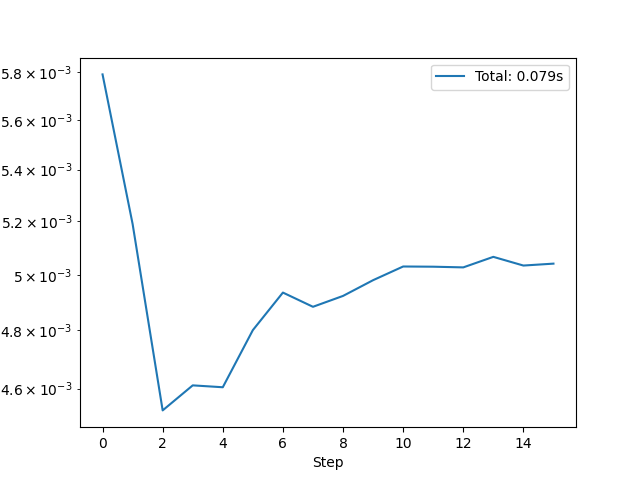 5.8 × 10⁻³
5.6 × 10⁻³
5.4 × 10⁻³
5.2 × 10⁻³
5 × 10⁻³
4.8 × 10⁻³
4.6 × 10⁻³
Total: 0.079s
0 2 4 6 8 10 12 14
Step